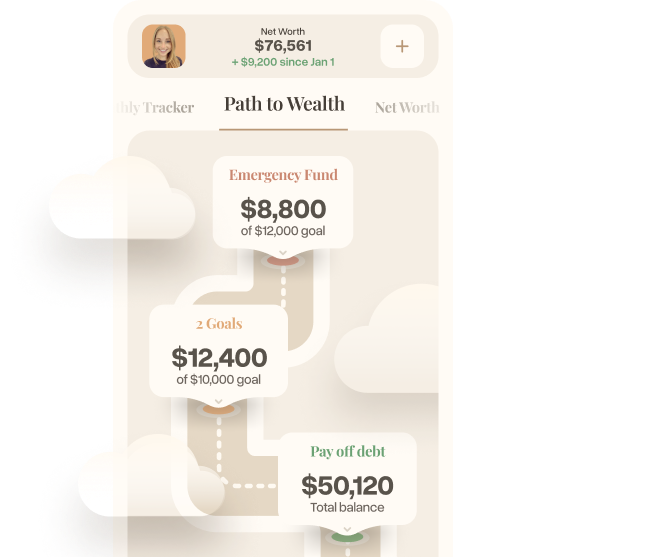 Net Worth
$76,561
+ $9,200 since Jan 1
Tracker
Path to Wealth
Net Worth
Emergency Fund
$8,800
of $12,000 goal
2 Goals
$12,400
of $10,000 goal
Pay off debt
$50,120
Total balance